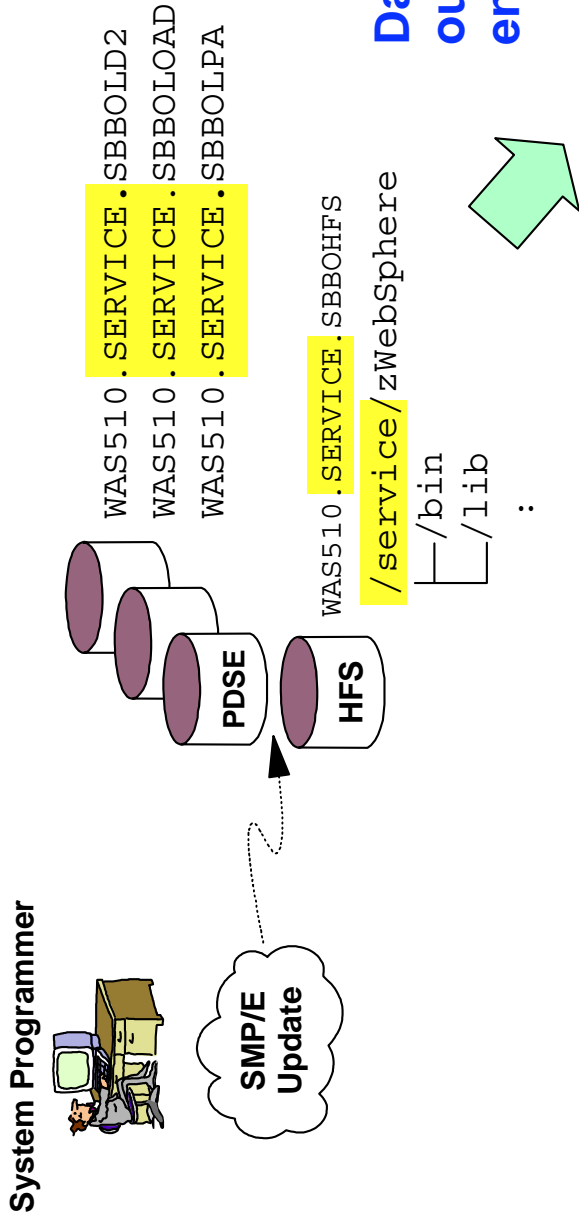 System Programmer
SMP/E
Update
PDSE
HFS
WAS510.SERVICE.SBBOLD2
WAS510.SERVICE.SBBOLOAD
WAS510.SERVICE.SBBOLPA
WAS510.SERVICE.SBBOHFS
/service/zWebSphere
/bin
/lib
: